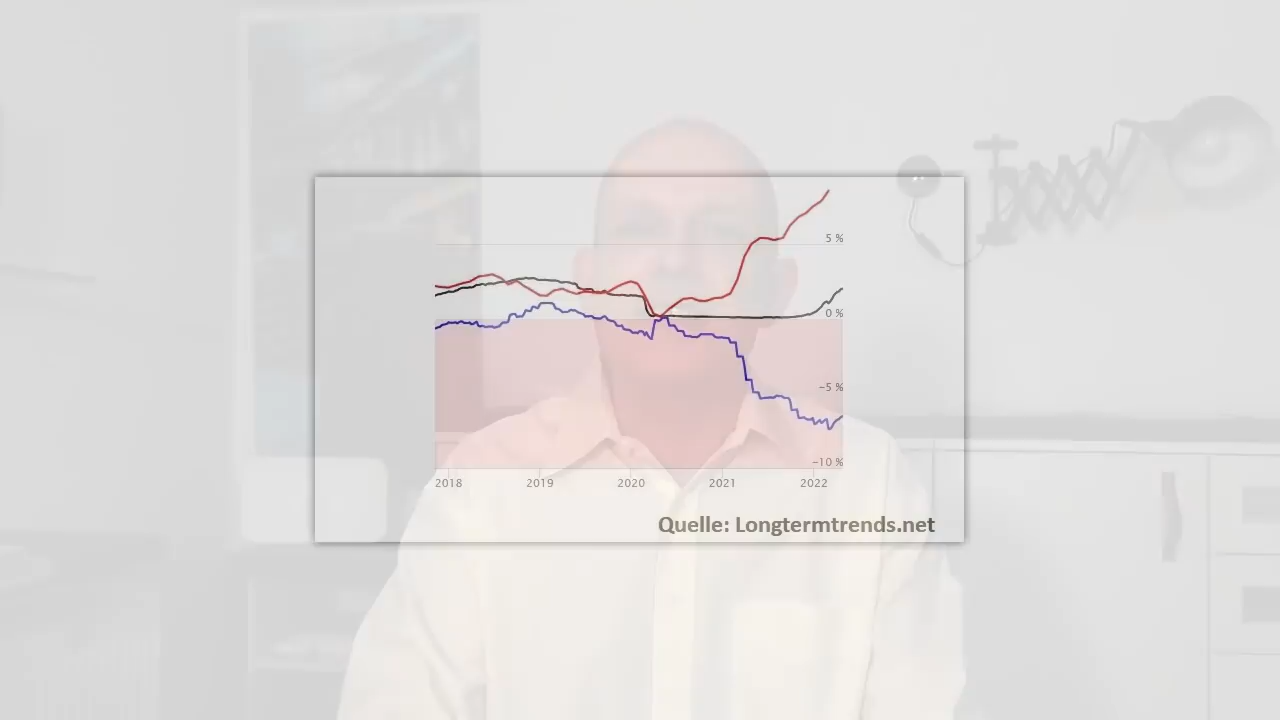 5 %
0 %
−5 %
−10 %
2018 2019 2020 2021 2022
Quelle: Longtermtrends.net